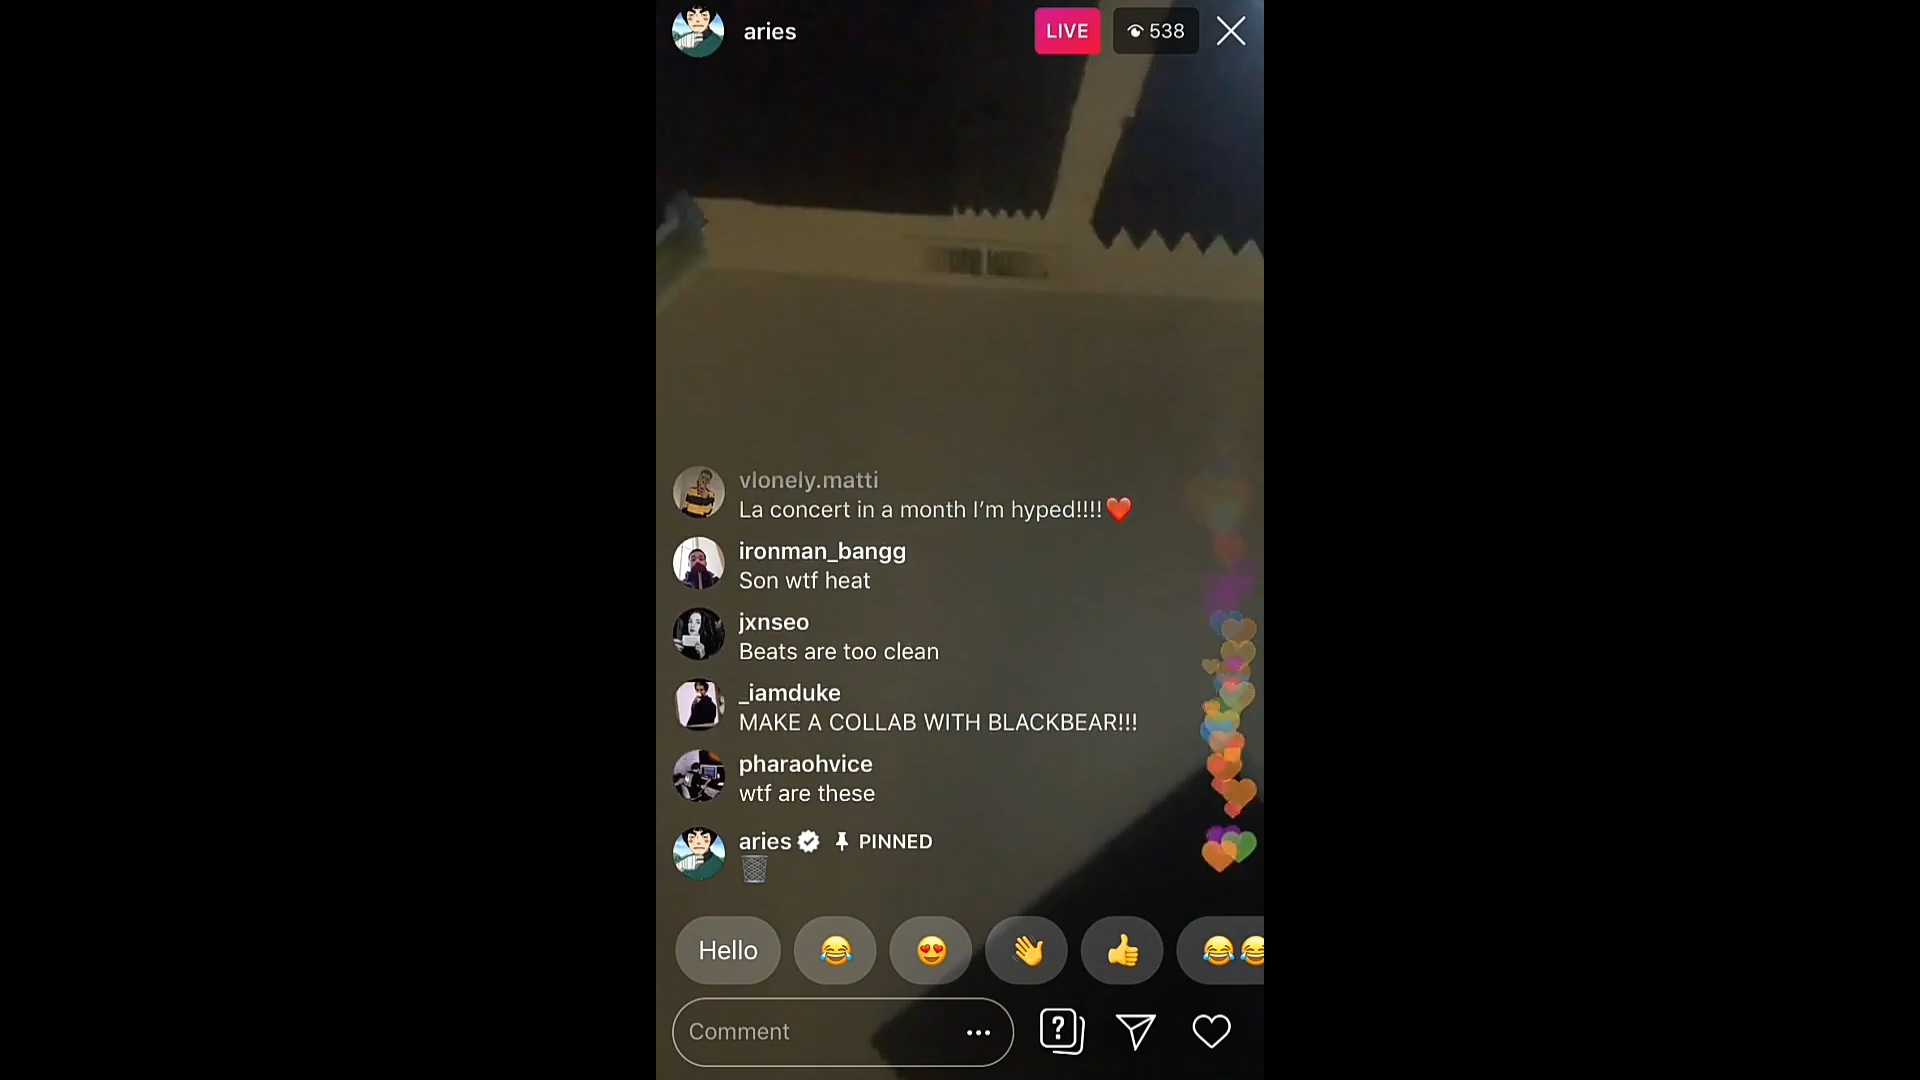 aries
LIVE
538
vlonely.matti
La concert in a month I’m hyped!!!!❤️
ironman_bangg
Son wtf heat
jxnseo
Beats are too clean
_iamduke
MAKE A COLLAB WITH BLACKBEAR!!!
pharaohvice
wtf are these
aries PINNED
🗑️
Hello 😂 😍 👋 👍 😂😂
Comment